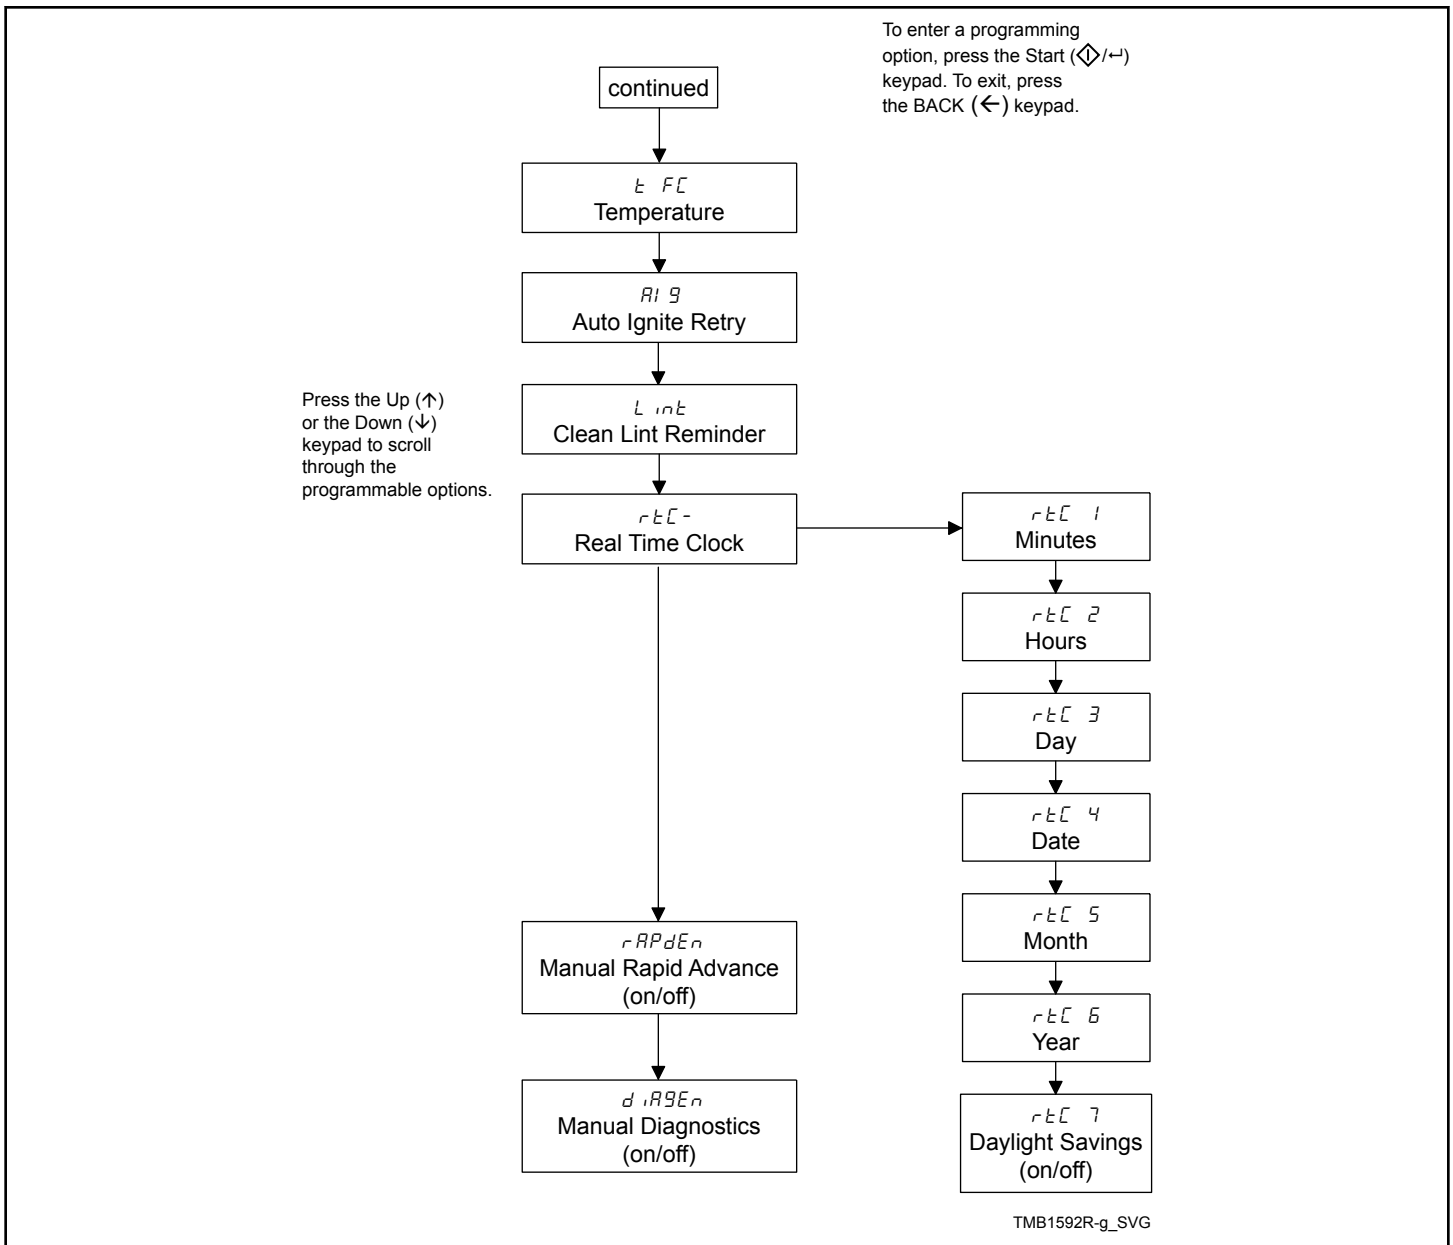 To enter a programming
option, press the Start (/↵)
keypad. To exit, press
the BACK (←) keypad.
continued
t FC
Temperature
AI g
Auto Ignite Retry
Press the Up (↑)
or the Down (↓)
keypad to scroll
through the
programmable options.
L int
Clean Lint Reminder
rtC-
Real Time Clock
rtC 1
Minutes
rtC 2
Hours
rtC 3
Day
rtC 4
Date
rtC 5
Month
rtC 6
Year
rtC 7
Daylight Savings
(on/off)
rAPdEn
Manual Rapid Advance
(on/off)
d iAgEn
Manual Diagnostics
(on/off)
TMB1592R-g_SVG